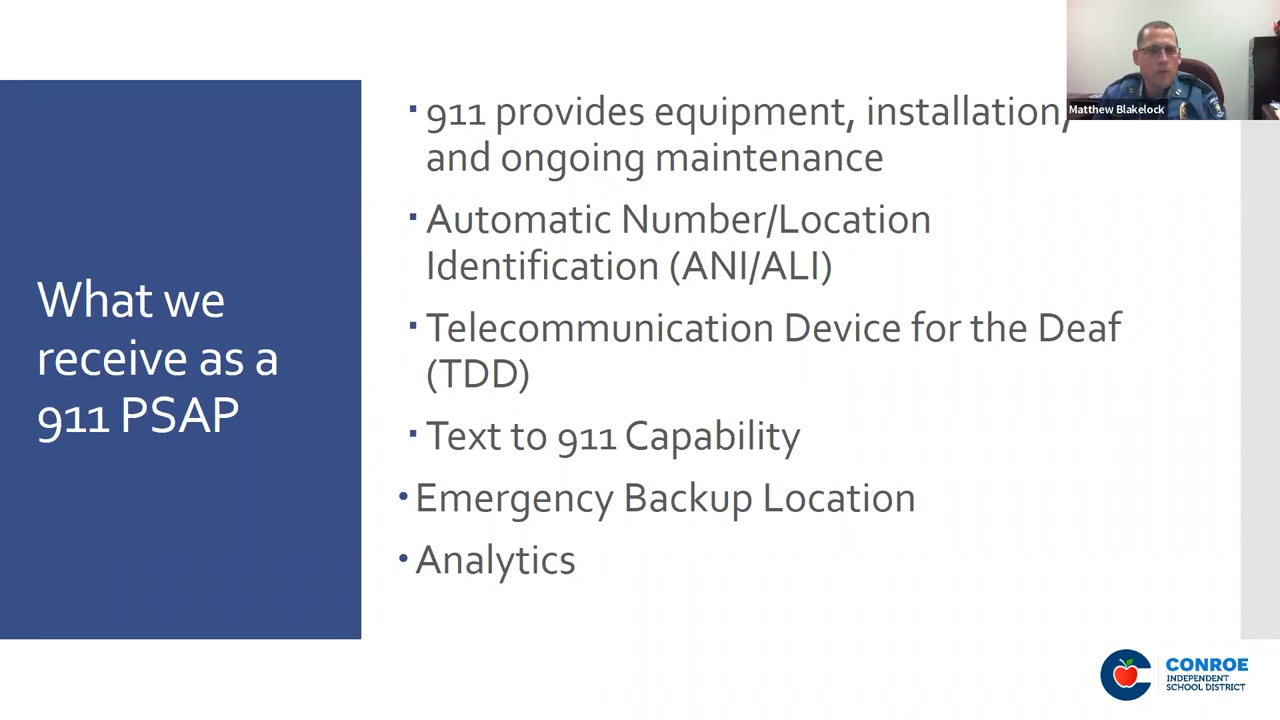 What we
receive as a
911 PSAP
911 provides equipment, installation,
and ongoing maintenance
Automatic Number/Location
Identification (ANI/ALI)
Telecommunication Device for the Deaf
(TDD)
Text to 911 Capability
Emergency Backup Location
Analytics
Matthew Blakelock
CONROE
INDEPENDENT
SCHOOL DISTRICT